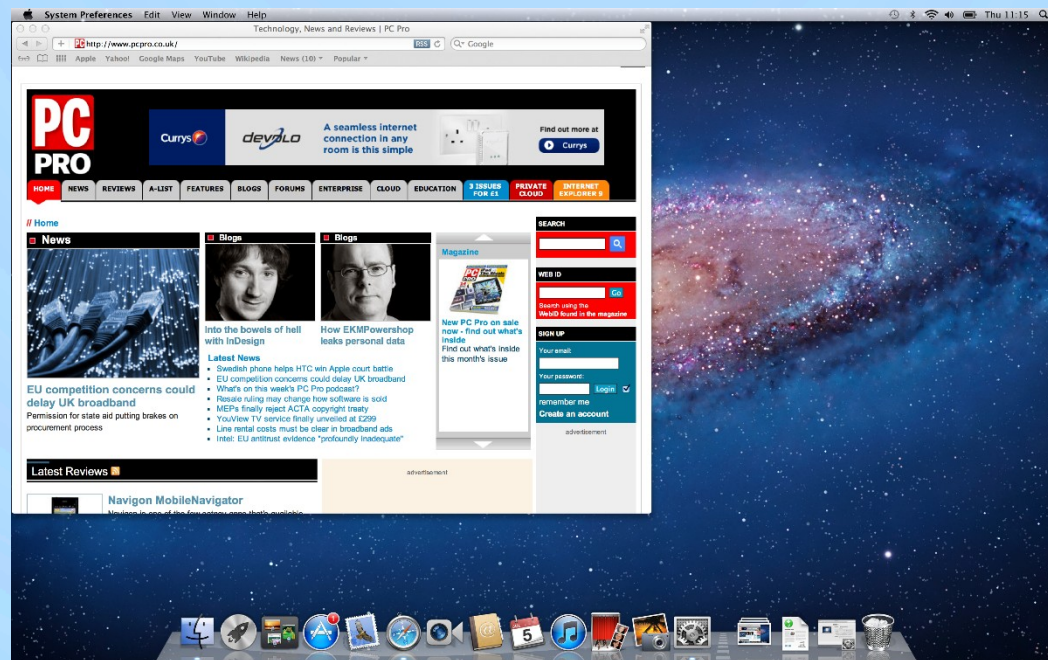 System Preferences Edit View Window Help
Thu 11:15
Technology, News and Reviews | PC Pro
http://www.pcpro.co.uk/
RSS
Google
Apple Yahoo! Google Maps YouTube Wikipedia News (10) Popular
PC
PRO
Currys
devolo
A seamless internet
connection in any
room is this simple
Find out more at
Currys
HOME NEWS REVIEWS A-LIST FEATURES BLOGS FORUMS ENTERPRISE CLOUD EDUCATION
3 ISSUES
FOR £1
PRIVATE
CLOUD
INTERNET
EXPLORER 9
// Home
News
EU competition concerns could
delay UK broadband
Permission for state aid putting brakes on
procurement process
Blogs
Into the bowels of hell
with InDesign
Blogs
How EKMPowershop
leaks personal data
Latest News
Swedish phone helps HTC win Apple court battle
EU competition concerns could delay UK broadband
What's on this week's PC Pro podcast?
Resale ruling may change how software is sold
MEPs finally reject ACTA copyright treaty
YouView TV service finally unveiled at £299
Line rental costs must be clear in broadband ads
Intel: EU antitrust evidence "profoundly inadequate"
Magazine
New PC Pro on sale
now - find out what's
inside
Find out what's inside
this month's issue
SEARCH
WEB ID
Go
Search using the
WebID found in the magazine
SIGN UP
Your email:
Your password:
Login
remember me
Create an account
advertisement
Latest Reviews
advertisement
Navigon MobileNavigator
Navigon is one of the few satnav apps that's available
1
5